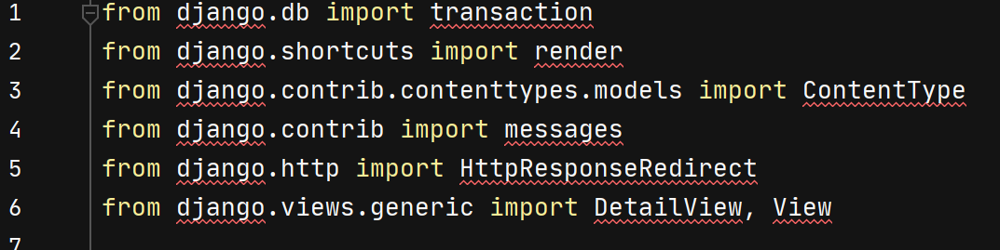 1 from django.db import transaction
2 from django.shortcuts import render
3 from django.contrib.contenttypes.models import ContentType
4 from django.contrib import messages
5 from django.http import HttpResponseRedirect
6 from django.views.generic import DetailView, View
7